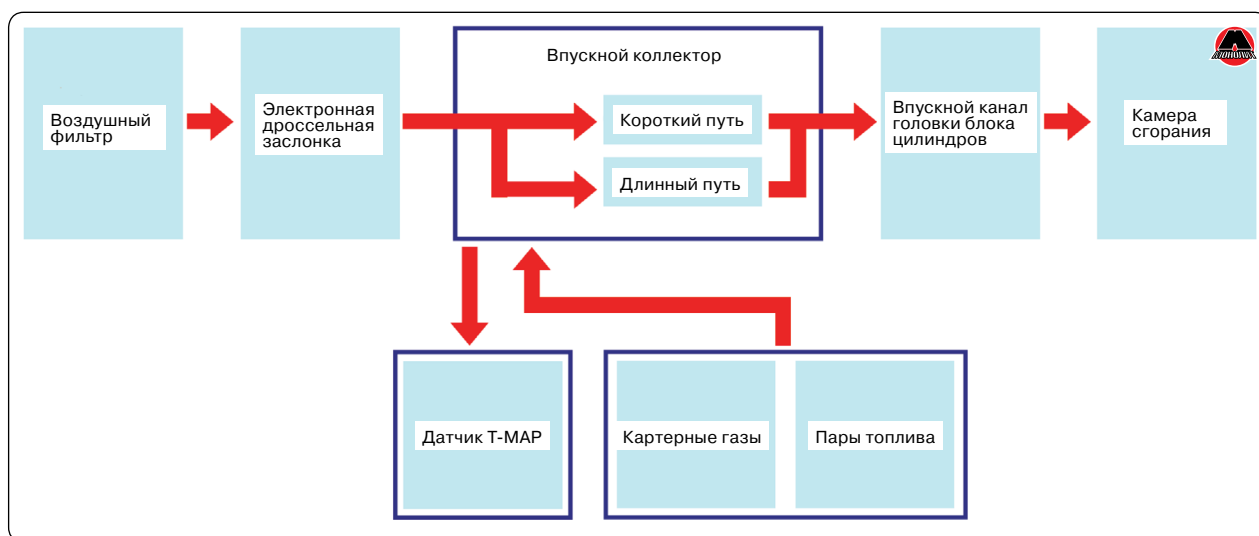 Впускной коллектор
Воздушный
фильтр
Электронная
дроссельная
заслонка
Короткий путь
Длинный путь
Впускной канал
головки блока
цилиндров
Камера
сгорания
Датчик T-MAP
Картерные газы
Пары топлива